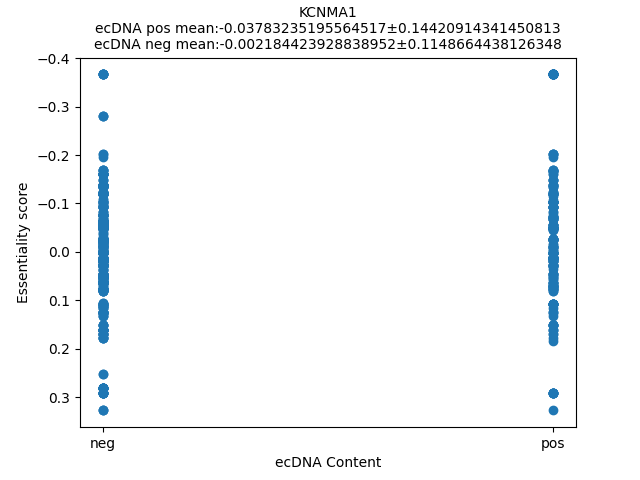 KCNMA1
ecDNA pos mean:-0.03783235195564517±0.14420914341450813
ecDNA neg mean:-0.002184423928838952±0.1148664438126348
−0.4
−0.3
−0.2
−0.1
0.0
0.1
0.2
0.3
Essentiality score
neg
pos
ecDNA Content